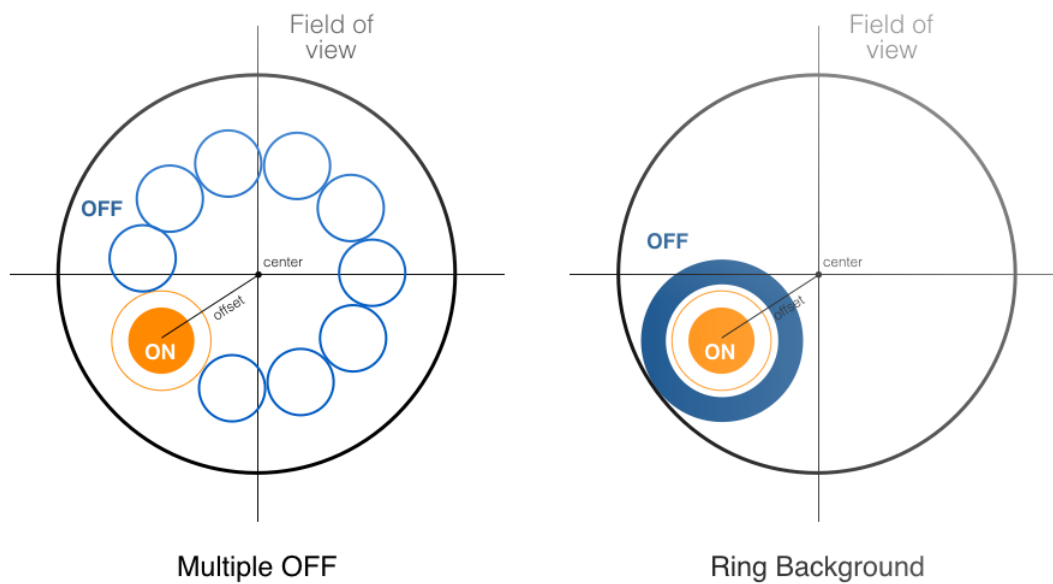 Field of
view
OFF
center
offset
ON
Multiple OFF
Field of
view
OFF
center
offset
ON
Ring Background